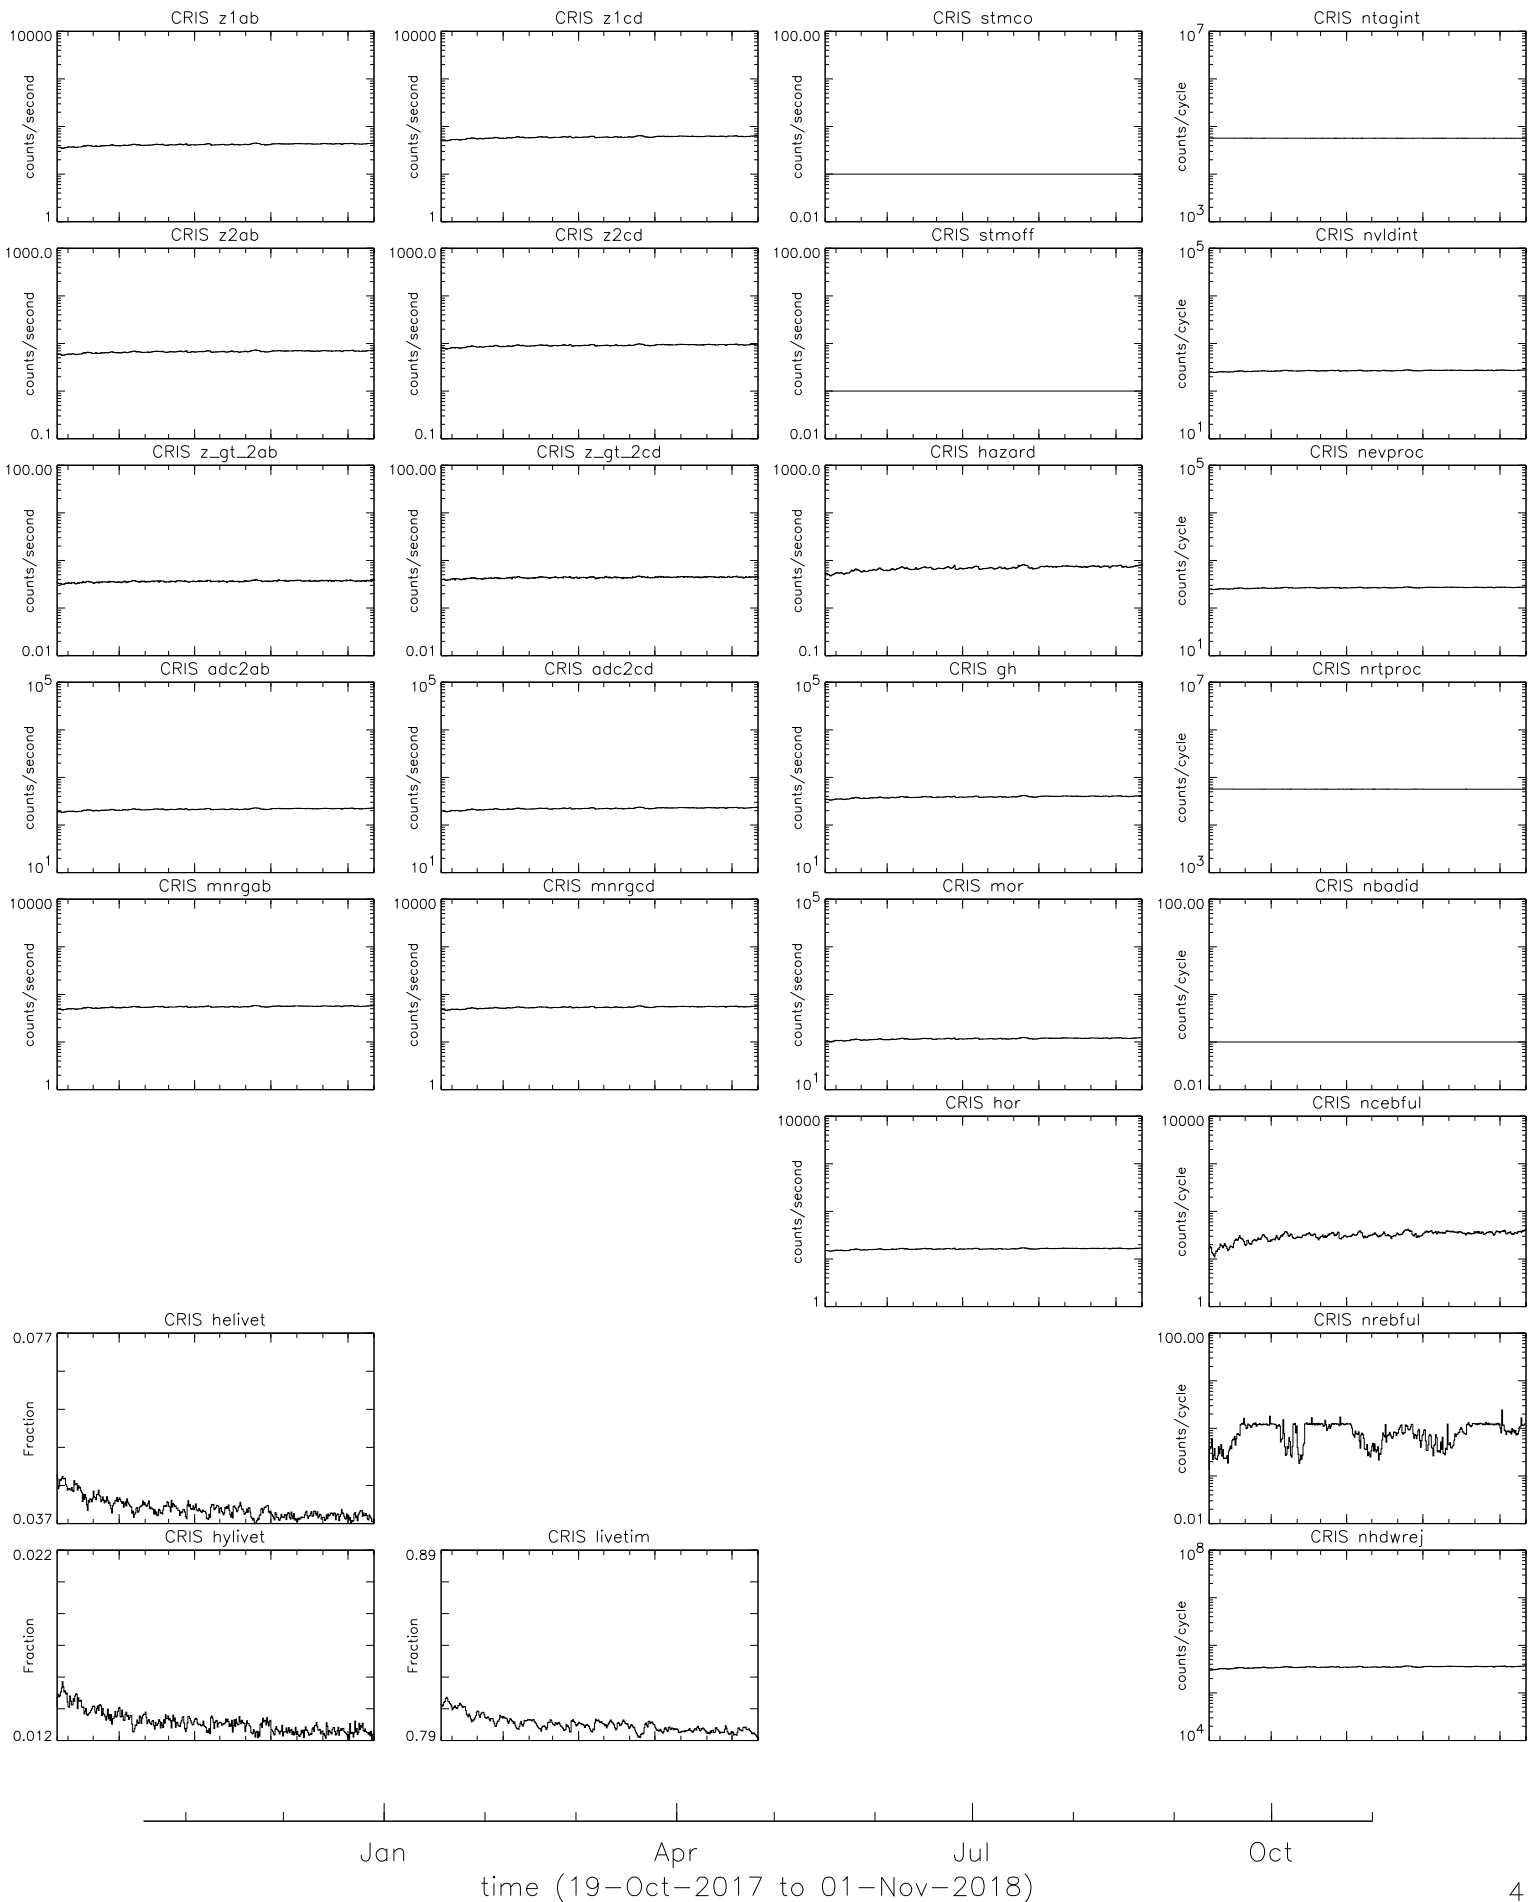 CRIS z1ab
10000
counts/second
1
CRIS z1cd
10000
counts/second
1
CRIS stmco
100.00
counts/second
0.01
CRIS ntagint
10^7
counts/cycle
10^3
CRIS z2ab
1000.0
counts/second
0.1
CRIS z2cd
1000.0
counts/second
0.1
CRIS stmoff
100.00
counts/second
0.01
CRIS nvldint
10^5
counts/cycle
10^1
CRIS z_gt_2ab
100.00
counts/second
0.01
CRIS z_gt_2cd
100.00
counts/second
0.01
CRIS hazard
1000.0
counts/second
0.1
CRIS nevproc
10^5
counts/cycle
10^1
CRIS adc2ab
10^5
counts/second
10^1
CRIS adc2cd
10^5
counts/second
10^1
CRIS gh
10^5
counts/second
10^1
CRIS nrtproc
10^7
counts/cycle
10^3
CRIS mnrgab
10000
counts/second
1
CRIS mnrgcd
10000
counts/second
1
CRIS mor
10^5
counts/second
10^1
CRIS nbadid
100.00
counts/cycle
0.01
CRIS hor
10000
counts/second
1
CRIS ncebful
10000
counts/cycle
1
CRIS helivet
0.077
Fraction
0.037
CRIS nrebful
100.00
counts/cycle
0.01
CRIS hylivet
0.022
Fraction
0.012
CRIS livetim
0.89
Fraction
0.79
CRIS nhdwrej
10^8
counts/cycle
10^4
Jan Apr Jul Oct
time (19-Oct-2017 to 01-Nov-2018)
4